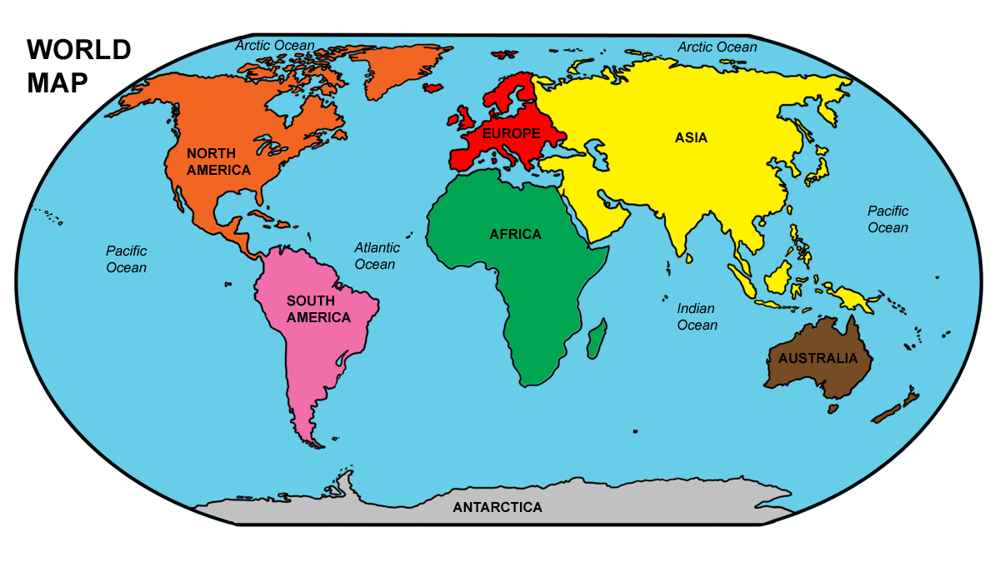 WORLD
MAP
Arctic Ocean
Arctic Ocean
NORTH
AMERICA
EUROPE
ASIA
Pacific
Ocean
Atlantic
Ocean
AFRICA
Pacific
Ocean
SOUTH
AMERICA
Indian
Ocean
AUSTRALIA
ANTARCTICA